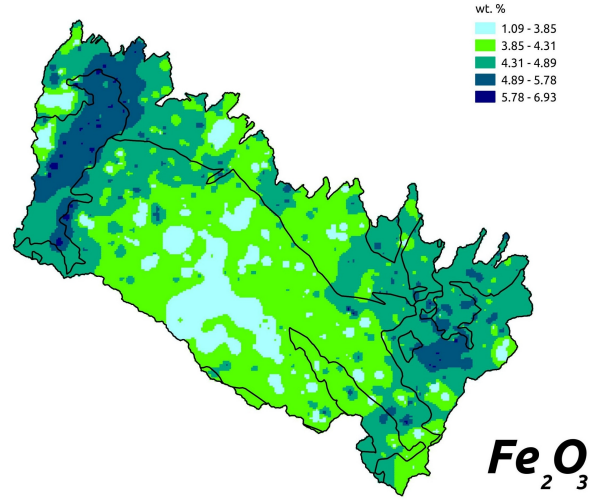 wt. %
1.09 - 3.85
3.85 - 4.31
4.31 - 4.89
4.89 - 5.78
5.78 - 6.93
Fe₂O₃